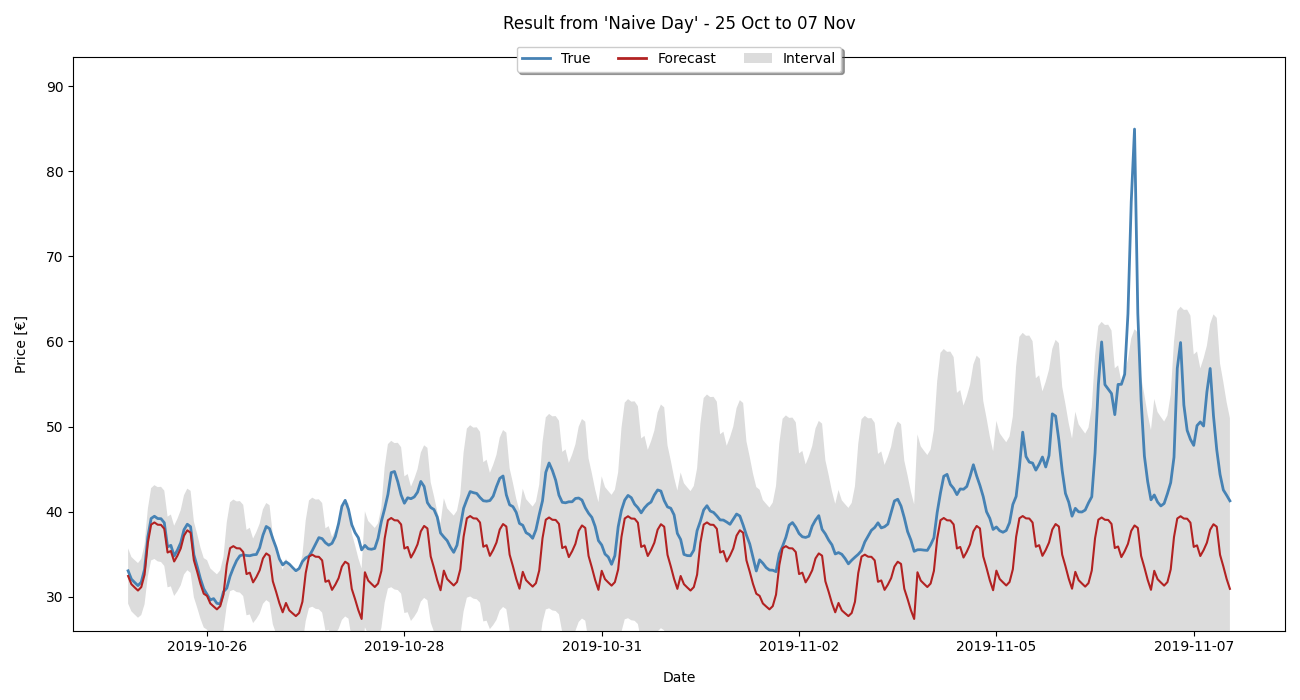 Result from 'Naive Day' - 25 Oct to 07 Nov
True Forecast Interval
90
80
70
60
50
40
30
Price [€]
2019-10-26 2019-10-28 2019-10-31 2019-11-02 2019-11-05 2019-11-07
Date